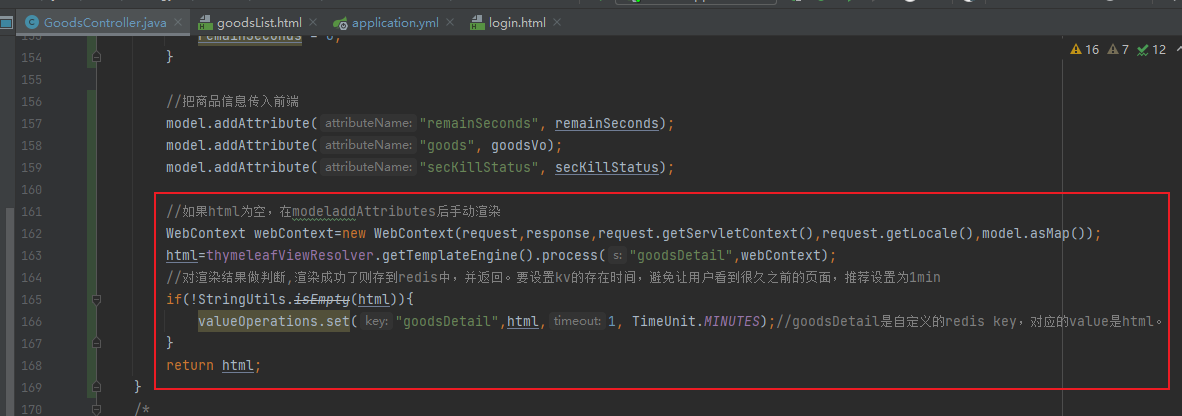 GoodsController.java × goodsList.html × application.yml × login.html ×
16 7 12
154 }
155
156 //把商品信息传入前端
157 model.addAttribute( attributeName: "remainSeconds", remainSeconds);
158 model.addAttribute( attributeName: "goods", goodsVo);
159 model.addAttribute( attributeName: "secKillStatus", secKillStatus);
160
161 //如果html为空，在modeladdAttributes后手动渲染
162 WebContext webContext=new WebContext(request,response,request.getServletContext(),request.getLocale(),model.asMap());
163 html=thymeleafViewResolver.getTemplateEngine().process( s: "goodsDetail",webContext);
164 //对渲染结果做判断,渲染成功了则存到redis中，并返回。要设置kv的存在时间，避免让用户看到很久之前的页面，推荐设置为1min
165 if(!StringUtils.isEmpty(html)){
166 valueOperations.set( key: "goodsDetail",html, timeout: 1, TimeUnit.MINUTES);//goodsDetail是自定义的redis key，对应的value是html。
167 }
168 return html;
169 }
170 /*